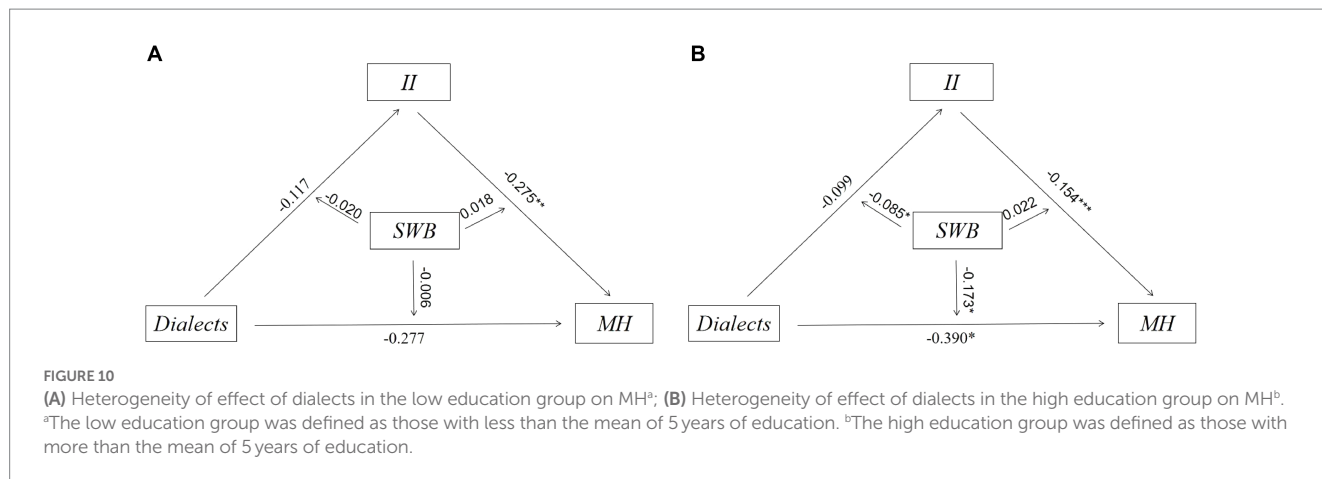 A
B
II
II
-0.117
-0.020
0.018
-0.275**
-0.099
-0.085*
0.022
-0.154***
SWB
SWB
-0.006
-0.173*
Dialects
MH
Dialects
MH
-0.277
-0.390*
FIGURE 10
(A) Heterogeneity of effect of dialects in the low education group on MHᵃ; (B) Heterogeneity of effect of dialects in the high education group on MHᵇ.
ᵃThe low education group was defined as those with less than the mean of 5 years of education. ᵇThe high education group was defined as those with
more than the mean of 5 years of education.